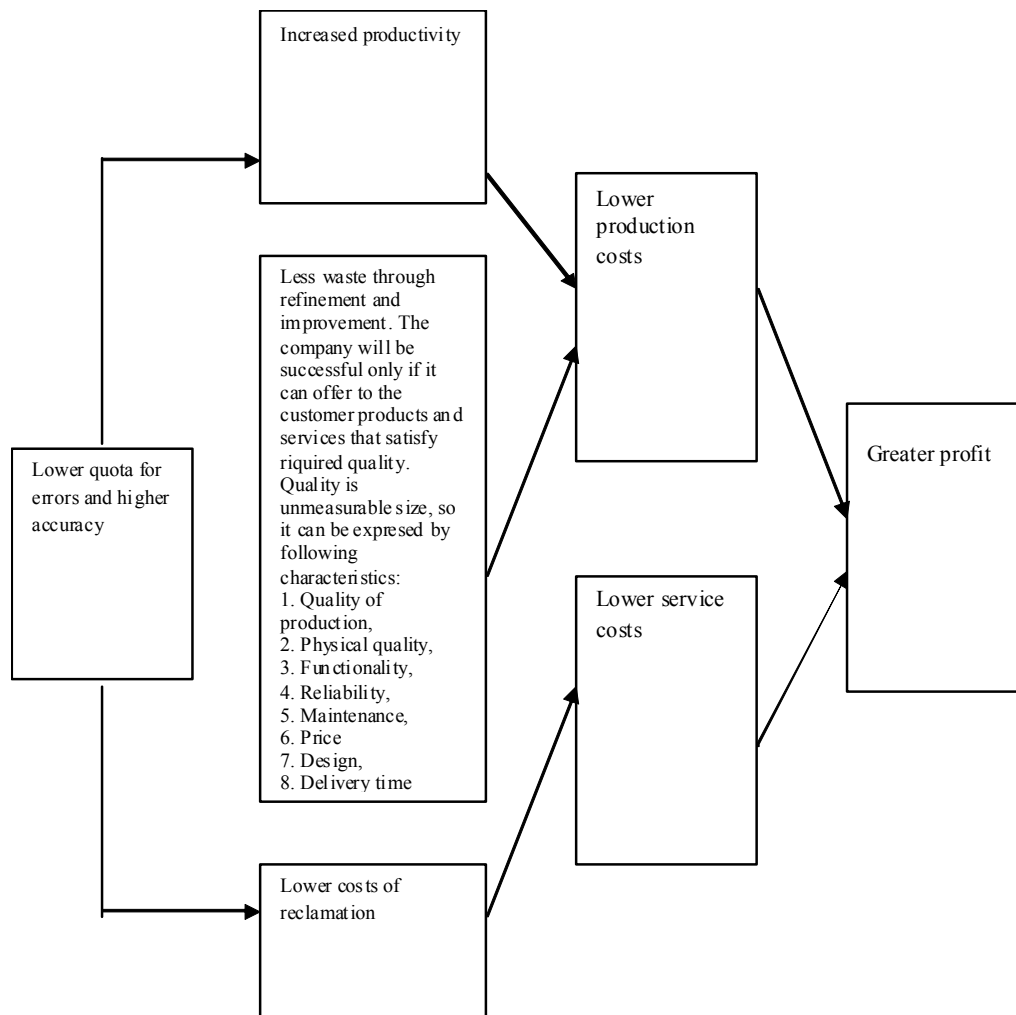 Increased productivity
Less waste through
refinement and
improvement. The
company will be
successful only if it
can offer to the
customer products and
services that satisfy
riquired quality.
Quality is
unmeasurable size, so
it can be expresed by
following
characteristics:
1. Quality of
production,
2. Physical quality,
3. Functionality,
4. Reliability,
5. Maintenance,
6. Price
7. Design,
8. Delivery time
Lower quota for
errors and higher
accuracy
Lower costs of
reclamation
Lower
production
costs
Lower service
costs
Greater profit